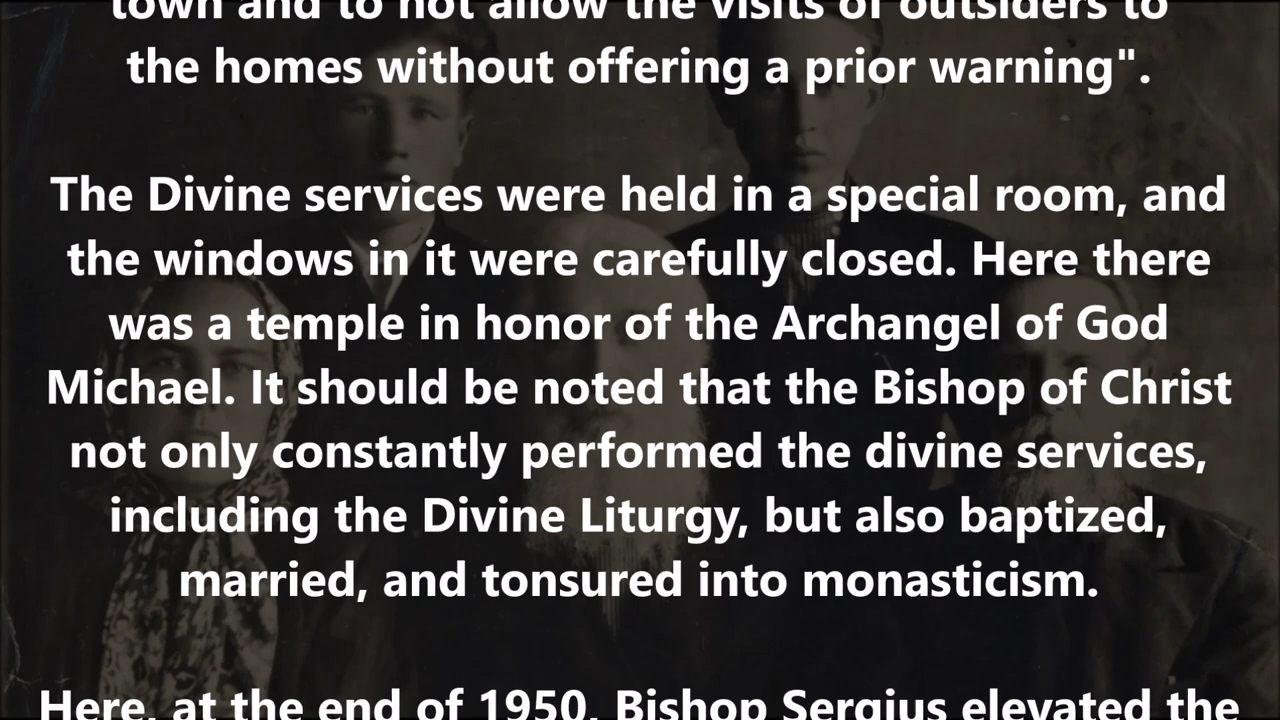 town and to not allow the visits of outsiders to
the homes without offering a prior warning".
The Divine services were held in a special room, and
the windows in it were carefully closed. Here there
was a temple in honor of the Archangel of God
Michael. It should be noted that the Bishop of Christ
not only constantly performed the divine services,
including the Divine Liturgy, but also baptized,
married, and tonsured into monasticism.
Here, at the end of 1950, Bishop Sergius elevated the